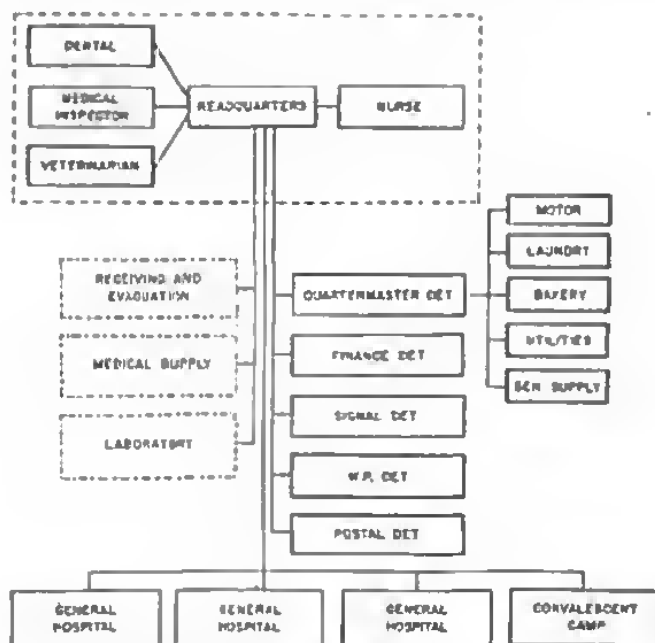 DENTAL
MEDICAL
INSPECTOR
VETERINARIAN
HEADQUARTERS
NURSE
RECEIVING AND
EVACUATION
MEDICAL SUPPLY
LABORATORY
QUARTERMASTER DET
FINANCE DET
SIGNAL DET
M.P. DET
POSTAL DET
MOTOR
LAUNDRY
BAKERY
UTILITIES
GEN. SUPPLY
GENERAL
HOSPITAL
GENERAL
HOSPITAL
GENERAL
HOSPITAL
CONVALESCENT
CAMP